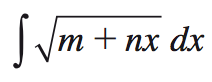 ∫ √(m + nx) dx